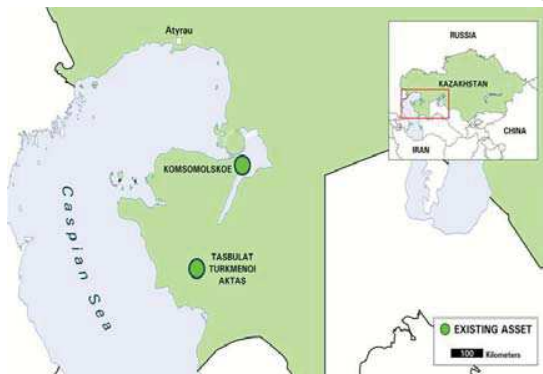 Atyrau
RUSSIA
KAZAKHSTAN
CHINA
IRAN
KOMSOMOLSKOE
Caspian Sea
TASBULAT
TURKMENOI
AKTAS
EXISTING ASSET
100 Kilometers